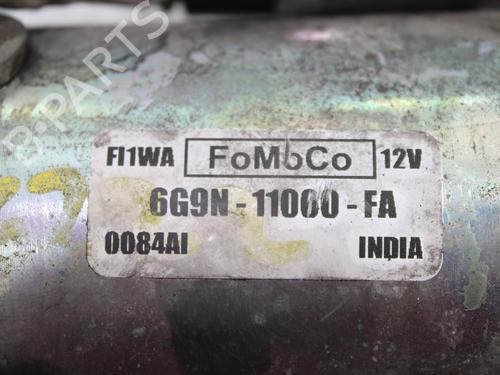 B-PARTS
FI1WA FoMoCo 12V
6G9N - 11000 - FA
0084AI INDIA